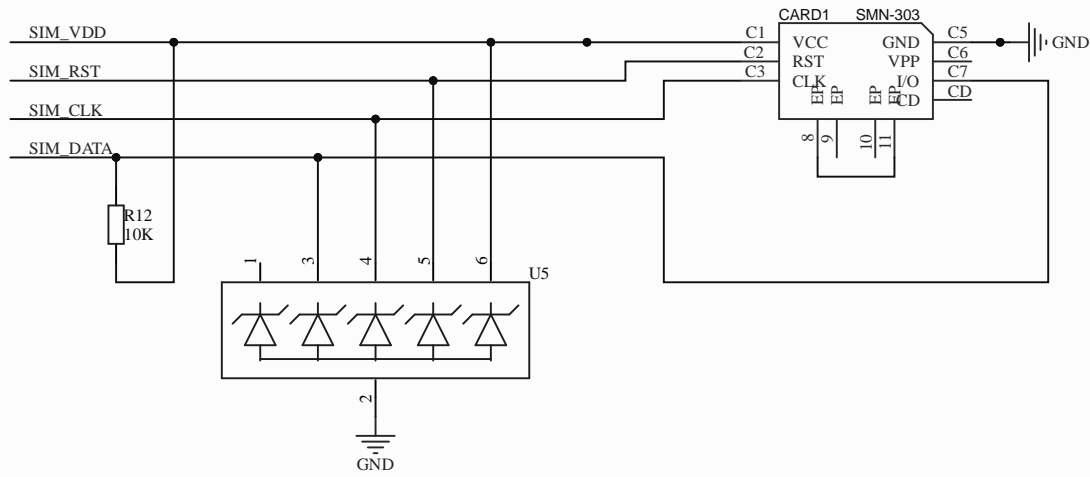 CARD1 SMN-303
SIM_VDD C1 VCC GND C5 GND
C2 RST VPP C6
SIM_RST C3 CLK I/O C7
EP EP EP EP CD CD
SIM_CLK
8 9 10 11
SIM_DATA
R12
10K
1 3 4 5 6
U5
2
GND